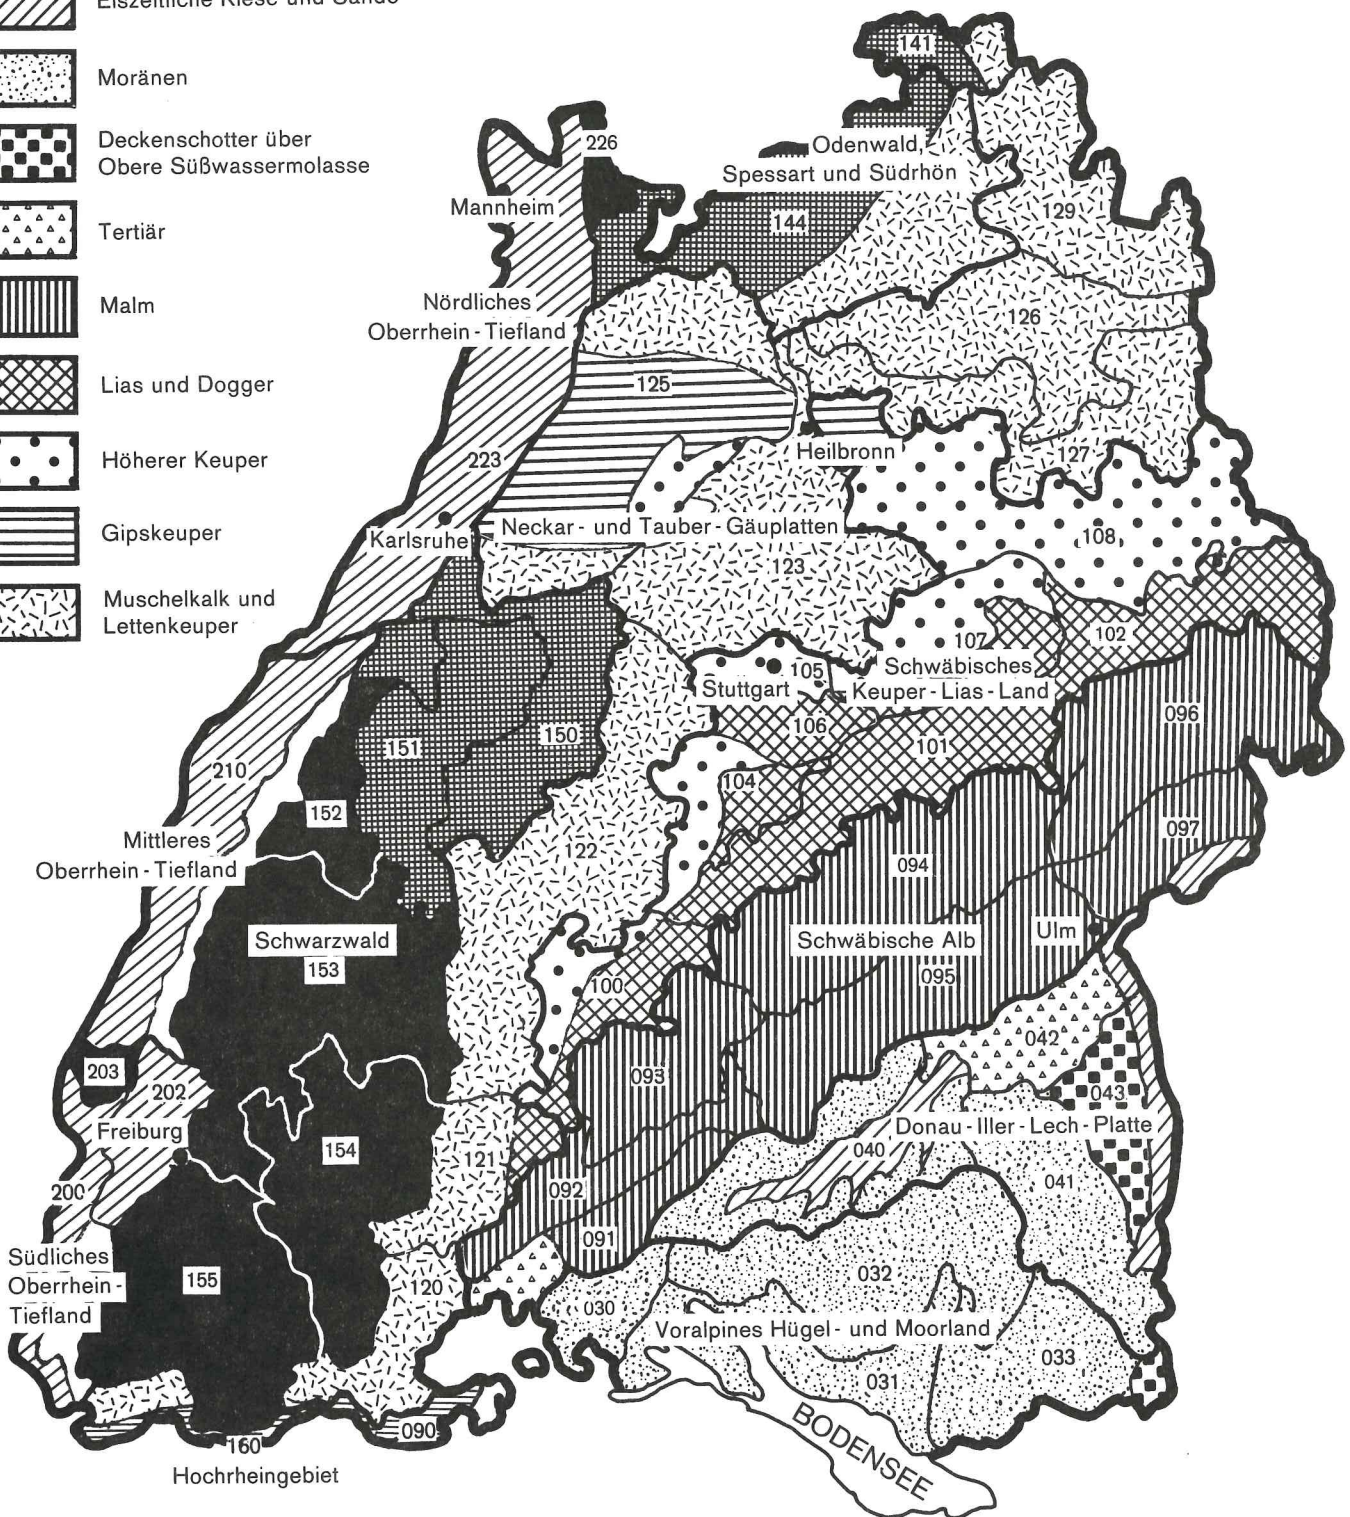 Eiszeitliche Kiese und Sande
Moränen
Deckenschotter über
Obere Süßwassermolasse
Tertiär
Malm
Lias und Dogger
Höherer Keuper
Gipskeuper
Muschelkalk und
Lettenkeuper
141
226
Odenwald,
Spessart und Südrhön
Mannheim
144
129
Nördliches
Oberrhein-Tiefland
126
125
Heilbronn
127
223
Karlsruhe
Neckar- und Tauber-Gäuplatten
108
123
107
102
Schwäbisches
Keuper-Lias-Land
105
Stuttgart
106
096
151
150
101
210
104
152
097
Mittleres
Oberrhein-Tiefland
122
094
Schwarzwald
153
Schwäbische Alb
Ulm
095
100
042
203
202
093
043
Freiburg
Donau-Iller-Lech-Platte
154
121
040
200
092
041
091
Südliches
Oberrhein-
Tiefland
155
120
032
030
Voralpines Hügel- und Moorland
033
031
090
160
BODENSEE
Hochrheingebiet